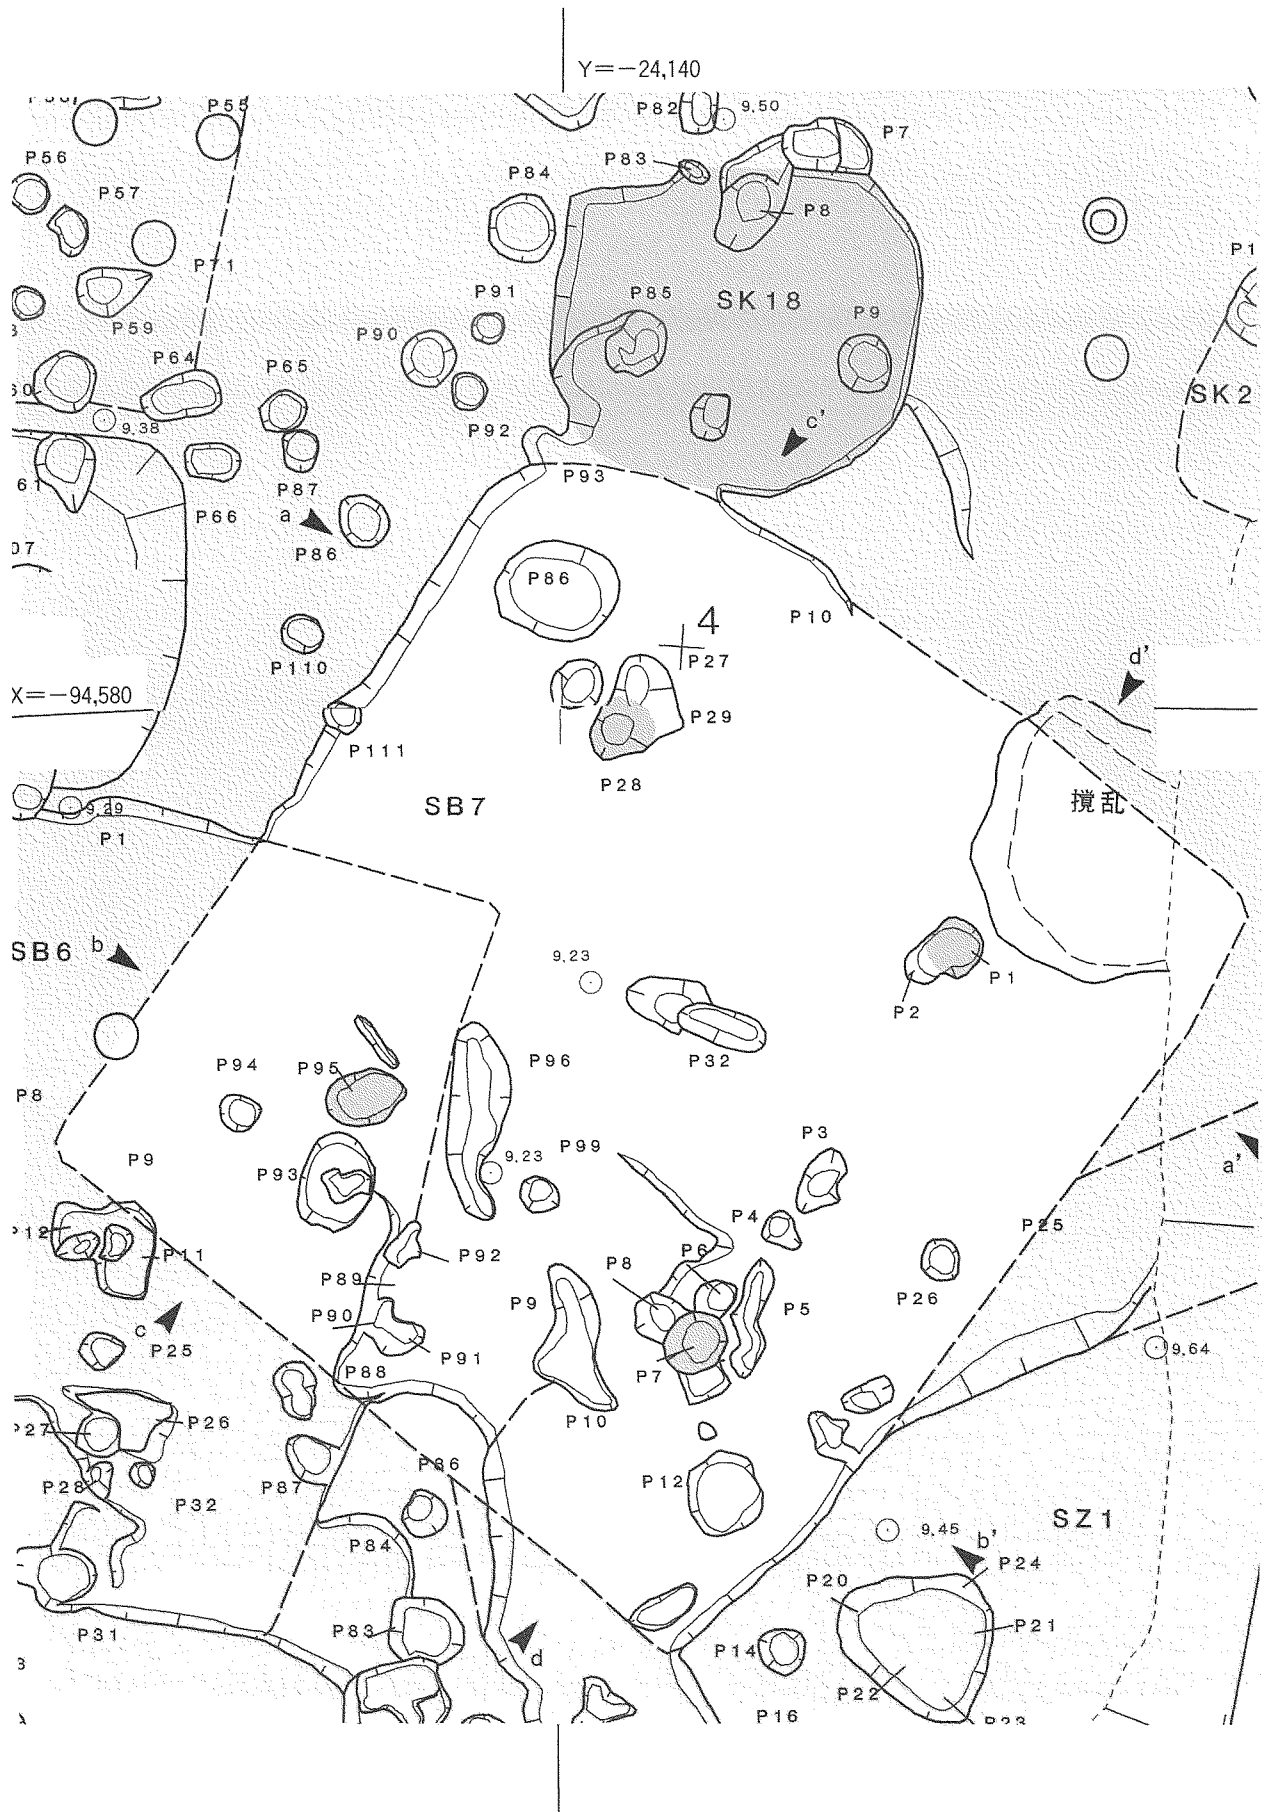 Y=-24,140
P55
P82
9,50
P7
P56
P83
P84
P57
P8
P71
P91
P85
SK18
P9
P59
P90
P64
P65
SK2
9,38
P92
c'
P93
P87
P66
a
P86
P86
4
P10
P27
P110
d'
X=-94,580
P29
P111
P28
撹乱
SB7
9,29
P1
SB6
b
9,23
P1
P2
P94
P95
P96
P32
P8
P9
P93
9,23
P99
P3
a'
P12
P11
P92
P4
P25
P6
P89
P8
P26
P90
P9
P5
c
P25
P91
9,64
P88
P7
P10
P27
P26
P86
P28
P32
P87
P12
SZ1
9,45
b'
P84
P24
P20
P31
P83
P21
P14
d
P22
P16
P23